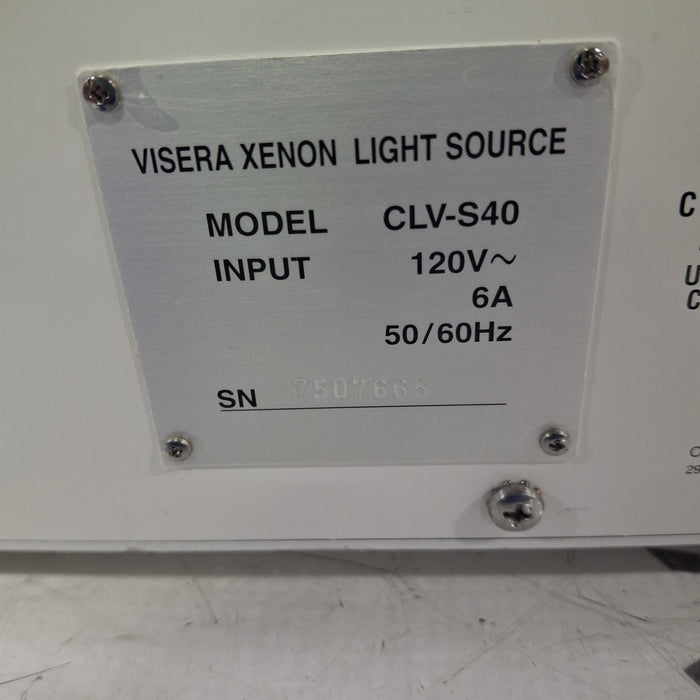 VISERA XENON LIGHT SOURCE
MODEL CLV-S40
INPUT 120V~
6A
50/60Hz
SN 7507665
C
U
C